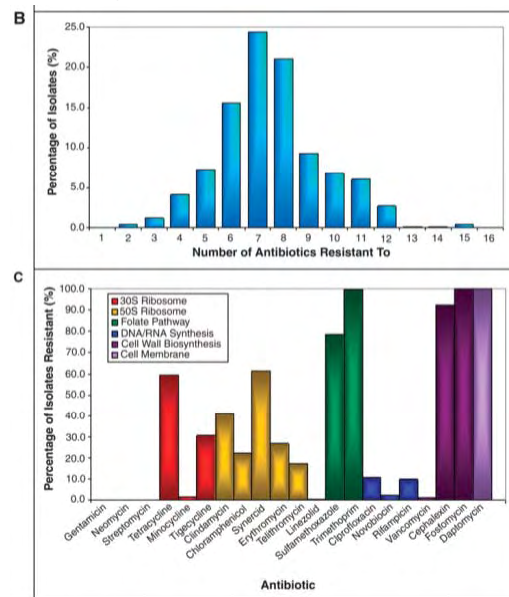 B
Percentage of Isolates (%)
25.0
20.0
15.0
10.0
5.0
0.0
1 2 3 4 5 6 7 8 9 10 11 12 13 14 15 16
Number of Antibiotics Resistant To
C
Percentage of Isolates Resistant (%)
100.0
90.0
80.0
70.0
60.0
50.0
40.0
30.0
20.0
10.0
0.0
30S Ribosome
50S Ribosome
Folate Pathway
DNA/RNA Synthesis
Cell Wall Biosynthesis
Cell Membrane
Gentamicin
Neomycin
Streptomycin
Tetracycline
Minocycline
Tigecycline
Clindamycin
Chloramphenicol
Synercid
Erythromycin
Telithromycin
Linezolid
Sulfamethoxazole
Trimethoprim
Ciprofloxacin
Novobiocin
Rifampicin
Vancomycin
Cephalexin
Fostomycin
Daptomycin
Antibiotic